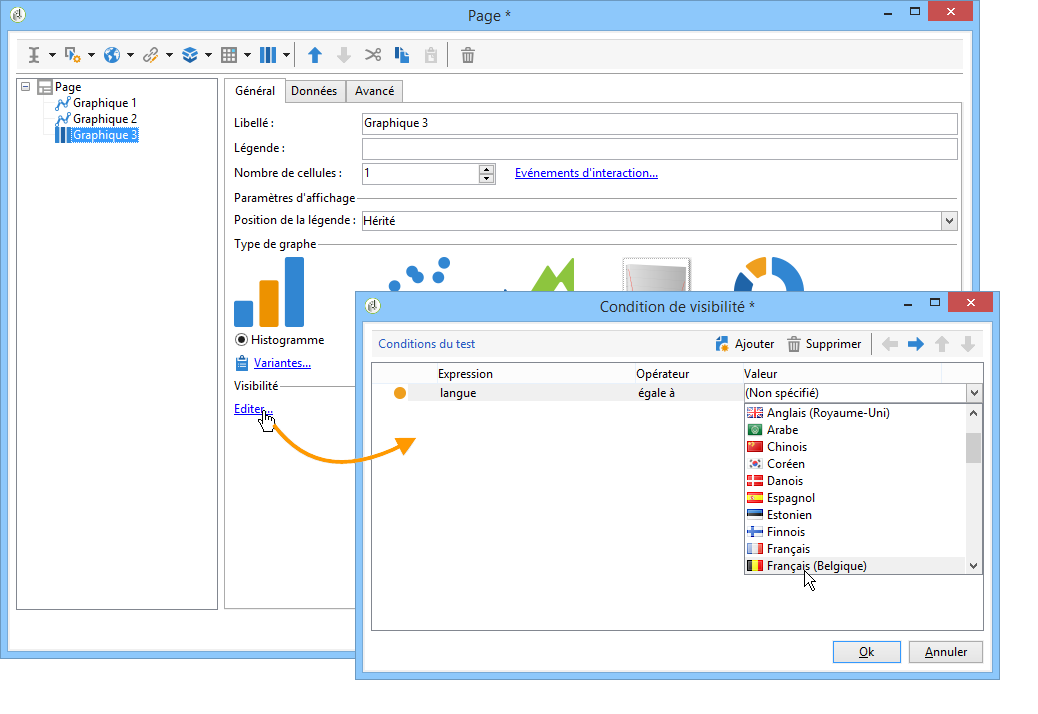 Page *
Page
Graphique 1
Graphique 2
Graphique 3
Général Données Avancé
Libellé : Graphique 3
Légende :
Nombre de cellules : 1 Evénements d'interaction...
Paramètres d'affichage
Position de la légende : Hérité
Type de graphe
Histogramme
Variantes...
Visibilité
Editer...
Condition de visibilité *
Conditions du test Ajouter Supprimer
Expression Opérateur Valeur
langue égale à (Non spécifié)
Anglais (Royaume-Uni)
Arabe
Chinois
Coréen
Danois
Espagnol
Estonien
Finnois
Français
Français (Belgique)
Ok Annuler